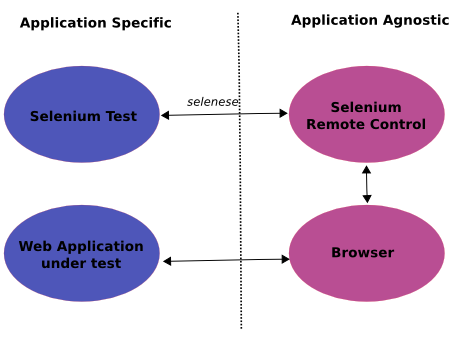 Application Specific
Application Agnostic
selenese
Selenium Test
Selenium
Remote Control
Web Application
under test
Browser